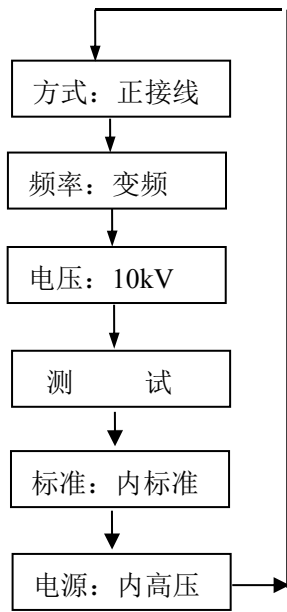 方式：正接线
频率：变频
电压：10kV
测 试
标准：内标准
电源：内高压